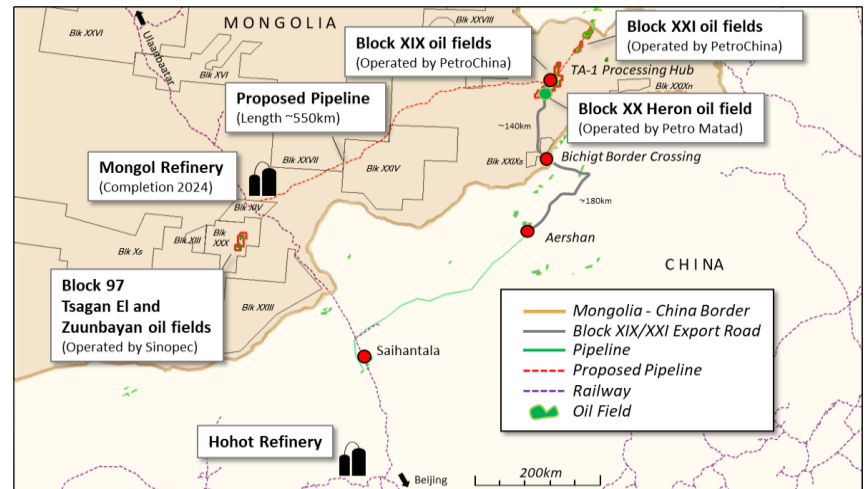 MONGOLIA
Blk XXVI
Ulaanbaatar
Blk XVI
Blk XXVIII
Block XIX oil fields
(Operated by PetroChina)
Block XXI oil fields
(Operated by PetroChina)
TA-1 Processing Hub
Blk XXIXn
Proposed Pipeline
(Length ~550km)
Block XX Heron oil field
(Operated by Petro Matad)
~140km
Blk XXVII
Blk XXIV
Blk XXIXs
Bichigt Border Crossing
Mongol Refinery
(Completion 2024)
~180km
Blk XIV
Blk Xs
Blk XIII
Blk
XXX
Aershan
CHINA
Block 97
Tsagan El and
Zuunbayan oil fields
(Operated by Sinopec)
Blk XXIII
Saihantala
Mongolia - China Border
Block XIX/XXI Export Road
Pipeline
Proposed Pipeline
Railway
Oil Field
Hohot Refinery
Beijing
200km